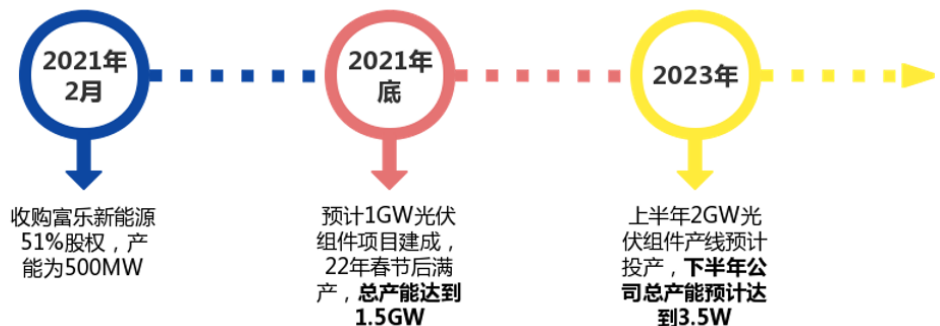 2021年
2月
2021年
底
2023年
收购富乐新能源
51%股权，产
能为500MW
预计1GW光伏
组件项目建成，
22年春节后满
产，总产能达到
1.5GW
上半年2GW光
伏组件产线预计
投产，下半年公
司总产能预计达
到3.5W